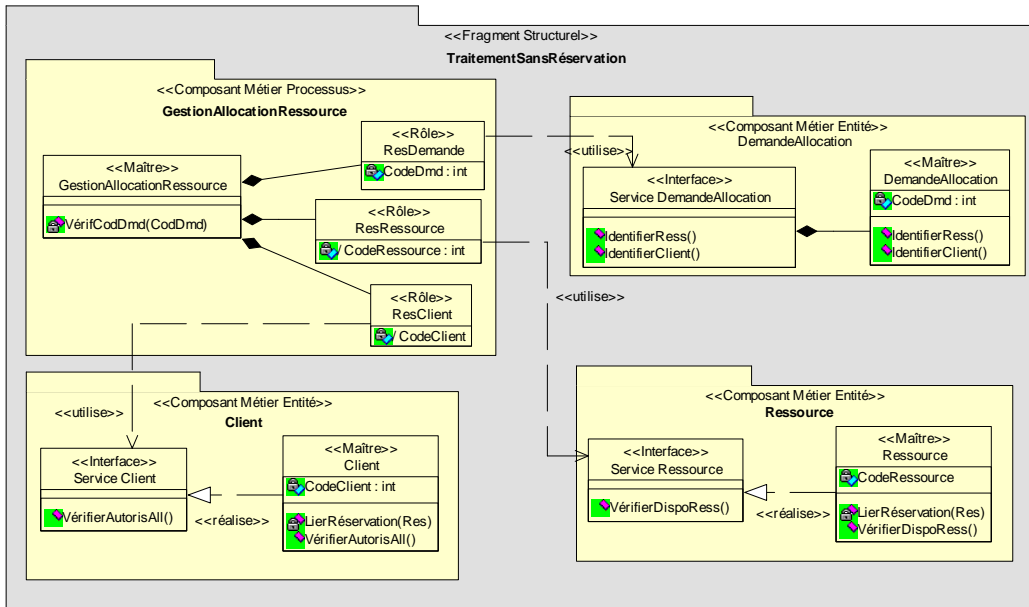 <<Fragment Structurel>>
TraitementSansRéservation
<<Composant Métier Processus>>
GestionAllocationRessource
<<Maître>>
GestionAllocationRessource
VérifCodDmd(CodDmd)
<<Rôle>>
ResDemande
CodeDmd : int
<<Rôle>>
ResRessource
/ CodeRessource : int
<<Rôle>>
ResClient
/ CodeClient
<<utilise>>
<<Composant Métier Entité>>
DemandeAllocation
<<Interface>>
Service DemandeAllocation
IdentifierRess()
IdentifierClient()
<<Maître>>
DemandeAllocation
CodeDmd : int
IdentifierRess()
IdentifierClient()
<<utilise>>
<<utilise>>
<<Composant Métier Entité>>
Client
<<Interface>>
Service Client
VérifierAutorisAll()
<<réalise>>
<<Maître>>
Client
CodeClient : int
LierRéservation(Res)
VérifierAutorisAll()
<<Composant Métier Entité>>
Ressource
<<Interface>>
Service Ressource
VérifierDispoRess()
<<réalise>>
<<Maître>>
Ressource
CodeRessource
LierRéservation(Res)
VérifierDispoRess()